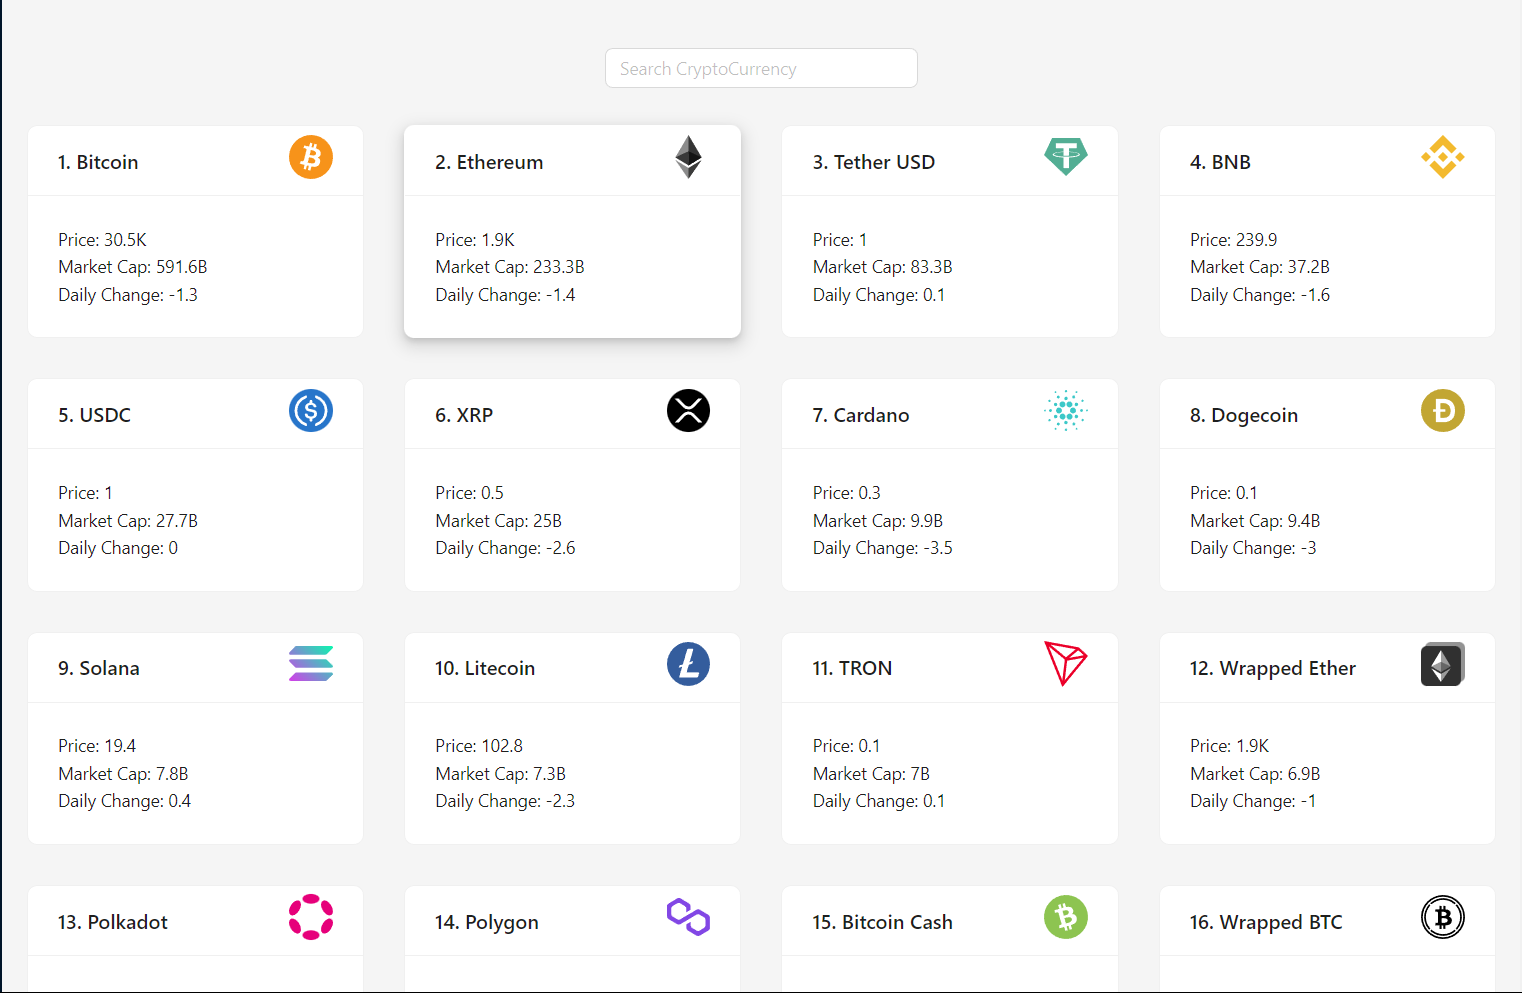 Search CryptoCurrency
1. Bitcoin
Price: 30.5K
Market Cap: 591.6B
Daily Change: -1.3
2. Ethereum
Price: 1.9K
Market Cap: 233.3B
Daily Change: -1.4
3. Tether USD
Price: 1
Market Cap: 83.3B
Daily Change: 0.1
4. BNB
Price: 239.9
Market Cap: 37.2B
Daily Change: -1.6
5. USDC
Price: 1
Market Cap: 27.7B
Daily Change: 0
6. XRP
Price: 0.5
Market Cap: 25B
Daily Change: -2.6
7. Cardano
Price: 0.3
Market Cap: 9.9B
Daily Change: -3.5
8. Dogecoin
Price: 0.1
Market Cap: 9.4B
Daily Change: -3
9. Solana
Price: 19.4
Market Cap: 7.8B
Daily Change: 0.4
10. Litecoin
Price: 102.8
Market Cap: 7.3B
Daily Change: -2.3
11. TRON
Price: 0.1
Market Cap: 7B
Daily Change: 0.1
12. Wrapped Ether
Price: 1.9K
Market Cap: 6.9B
Daily Change: -1
13. Polkadot
14. Polygon
15. Bitcoin Cash
16. Wrapped BTC